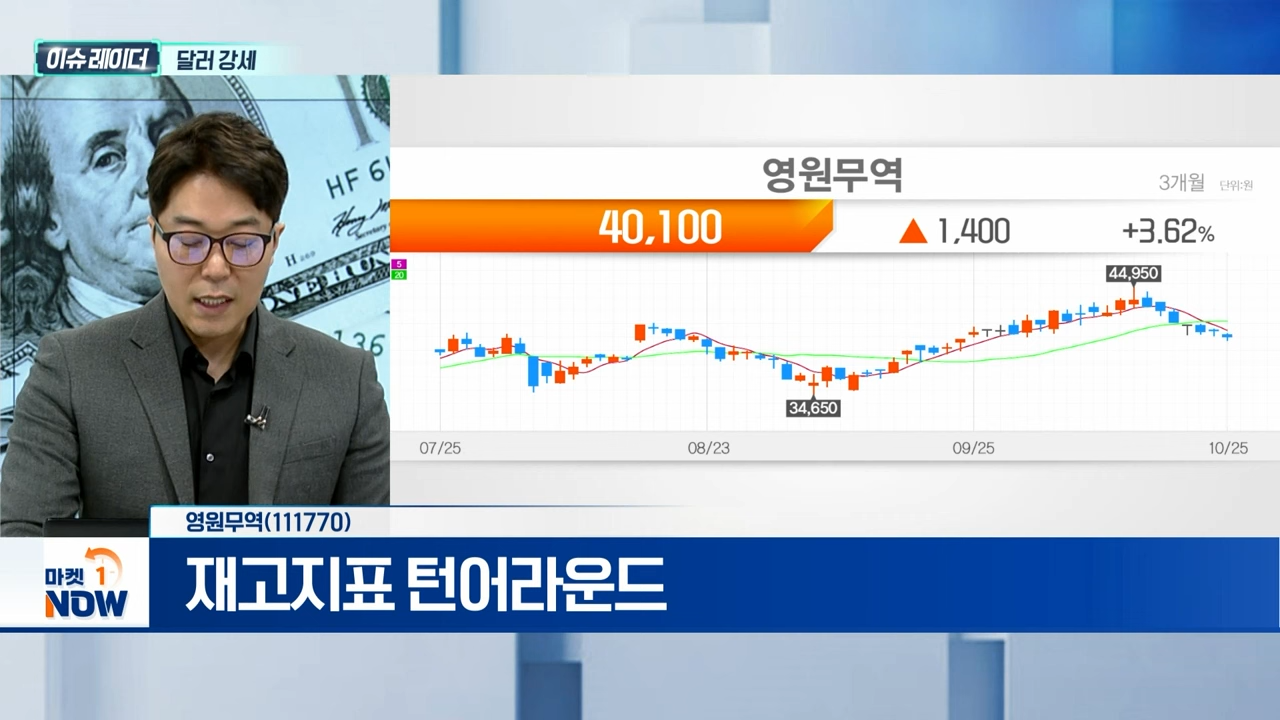 이슈 레이더 달러 강세
영원무역
3개월 단위:원
40,100 ▲ 1,400 +3.62%
5
20
44,950
34,650
07/25 08/23 09/25 10/25
HF 6
H
영원무역(111770)
마켓 1
NOW
재고지표 턴어라운드